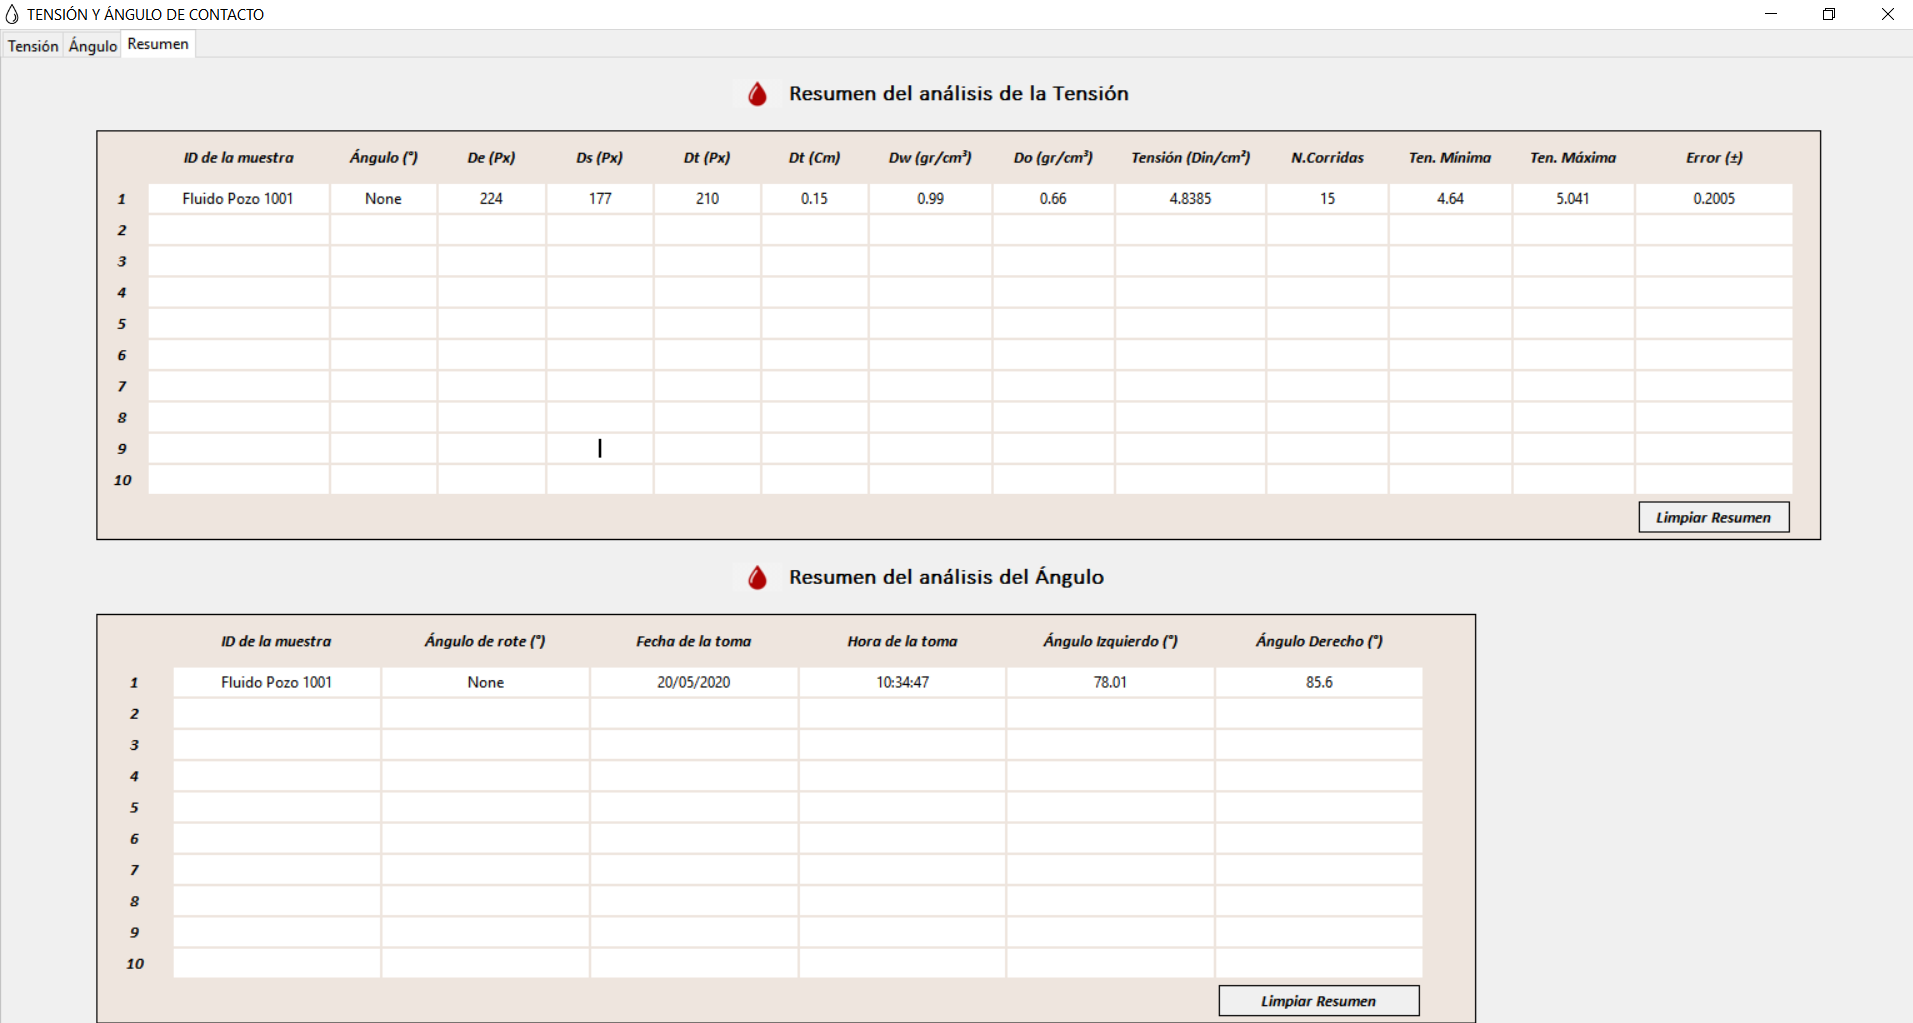 TENSIÓN Y ÁNGULO DE CONTACTO
Tensión Ángulo Resumen
Resumen del análisis de la Tensión
ID de la muestra Ángulo (°) De (Px) Ds (Px) Dt (Px) Dt (Cm) Dw (gr/cm³) Do (gr/cm³) Tensión (Din/cm²) N.Corridas Ten. Mínima Ten. Máxima Error (±)
1 Fluido Pozo 1001 None 224 177 210 0.15 0.99 0.66 4.8385 15 4.64 5.041 0.2005
2
3
4
5
6
7
8
9
10
Limpiar Resumen
Resumen del análisis del Ángulo
ID de la muestra Ángulo de rote (°) Fecha de la toma Hora de la toma Ángulo Izquierdo (°) Ángulo Derecho (°)
1 Fluido Pozo 1001 None 20/05/2020 10:34:47 78.01 85.6
2
3
4
5
6
7
8
9
10
Limpiar Resumen